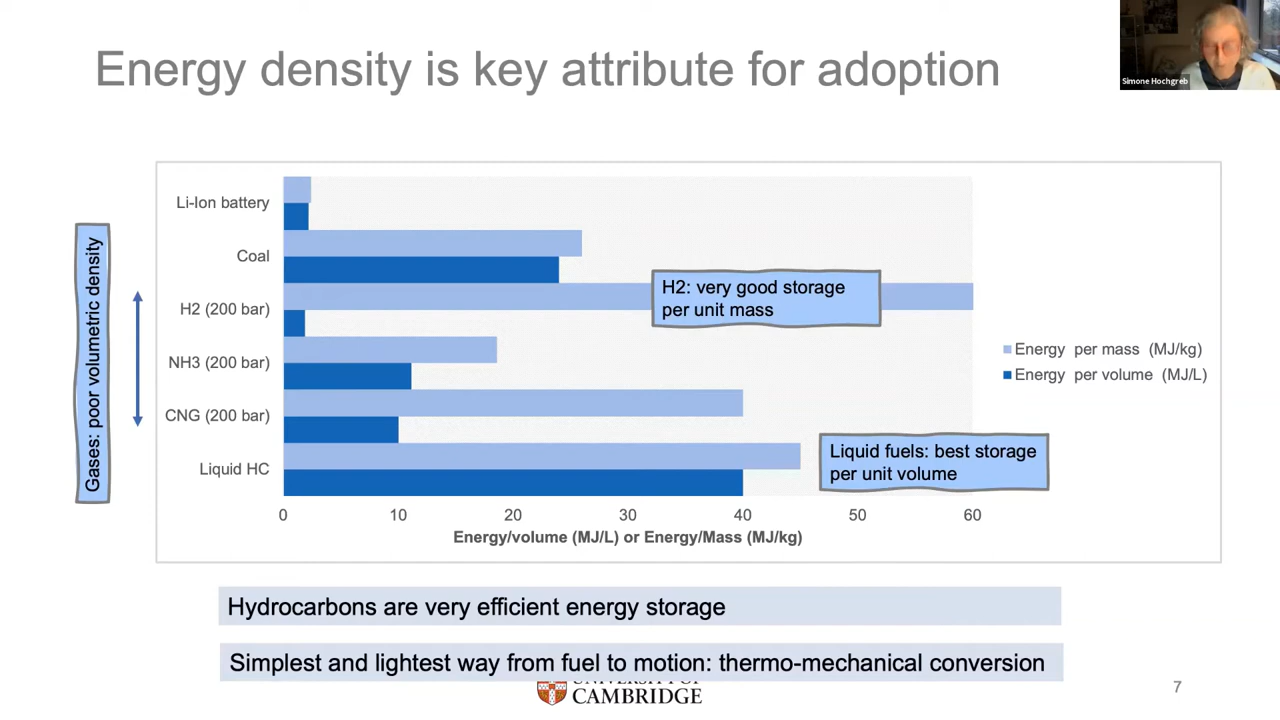 Energy density is key attribute for adoption
Simone Hochgreb
Gases: poor volumetric density
Li-Ion battery
Coal
H2 (200 bar)
NH3 (200 bar)
CNG (200 bar)
Liquid HC
H2: very good storage
per unit mass
Liquid fuels: best storage
per unit volume
Energy per mass (MJ/kg)
Energy per volume (MJ/L)
0 10 20 30 40 50 60
Energy/volume (MJ/L) or Energy/Mass (MJ/kg)
Hydrocarbons are very efficient energy storage
Simplest and lightest way from fuel to motion: thermo-mechanical conversion
UNIVERSITY OF
CAMBRIDGE
7